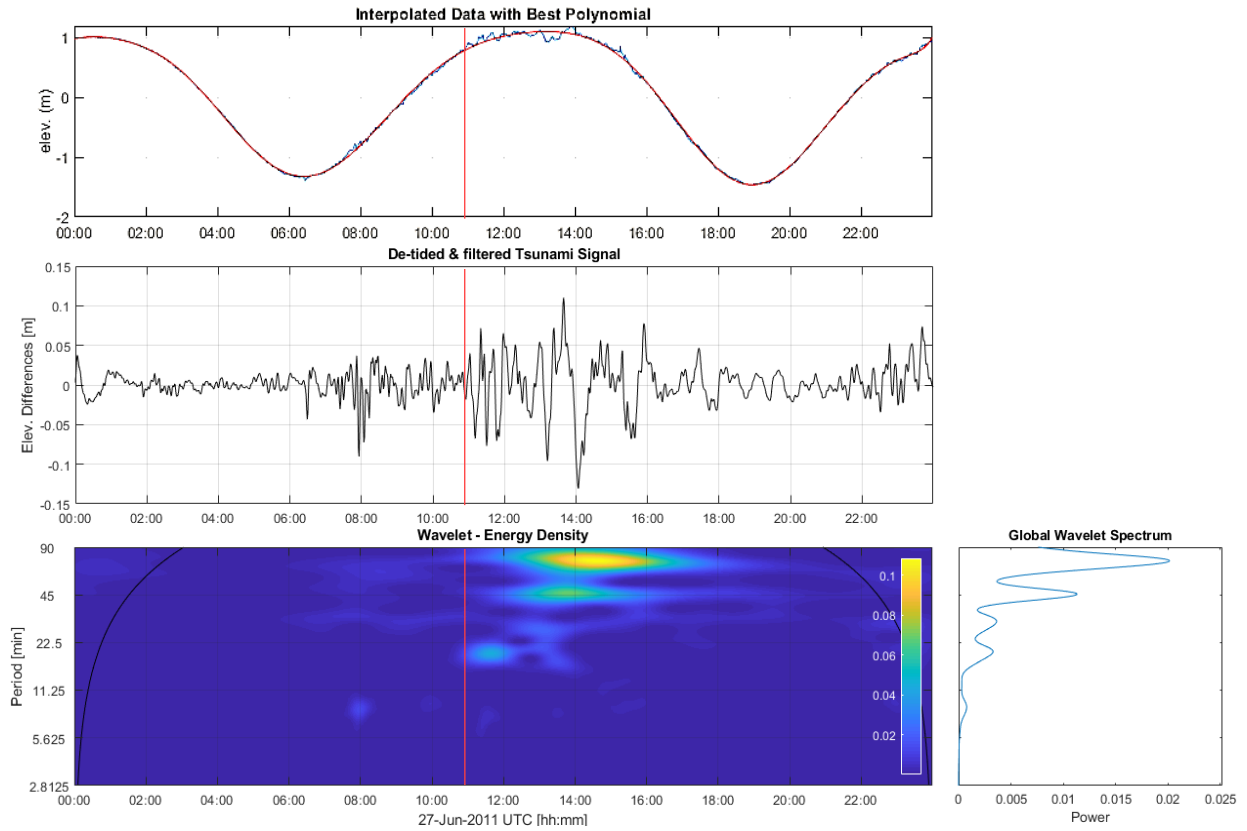 Interpolated Data with Best Polynomial
elev. (m)
1
0
-1
-2
00:00 02:00 04:00 06:00 08:00 10:00 12:00 14:00 16:00 18:00 20:00 22:00
De-tided & filtered Tsunami Signal
Elev. Differences [m]
0.15
0.1
0.05
0
-0.05
-0.1
-0.15
00:00 02:00 04:00 06:00 08:00 10:00 12:00 14:00 16:00 18:00 20:00 22:00
Wavelet - Energy Density
Period [min]
90
45
22.5
11.25
5.625
2.8125
0.1
0.08
0.06
0.04
0.02
00:00 02:00 04:00 06:00 08:00 10:00 12:00 14:00 16:00 18:00 20:00 22:00
27-Jun-2011 UTC [hh:mm]
Global Wavelet Spectrum
0 0.005 0.01 0.015 0.02 0.025
Power